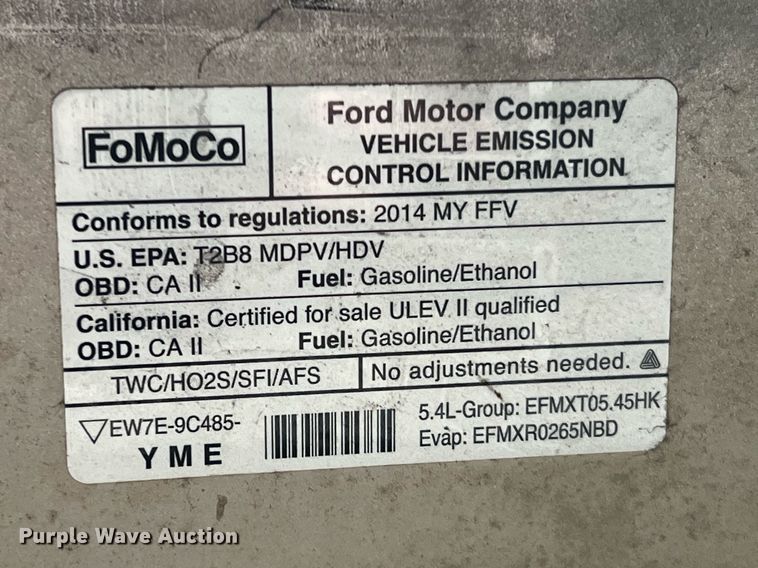 FoMoCo
Ford Motor Company
VEHICLE EMISSION
CONTROL INFORMATION
Conforms to regulations: 2014 MY FFV
U.S. EPA: T2B8 MDPV/HDV
OBD: CA II Fuel: Gasoline/Ethanol
California: Certified for sale ULEV II qualified
OBD: CA II Fuel: Gasoline/Ethanol
TWC/HO2S/SFI/AFS No adjustments needed.
EW7E-9C485- 5.4L-Group: EFMXT05.45HK
YME Evap: EFMXR0265NBD
Purple Wave Auction